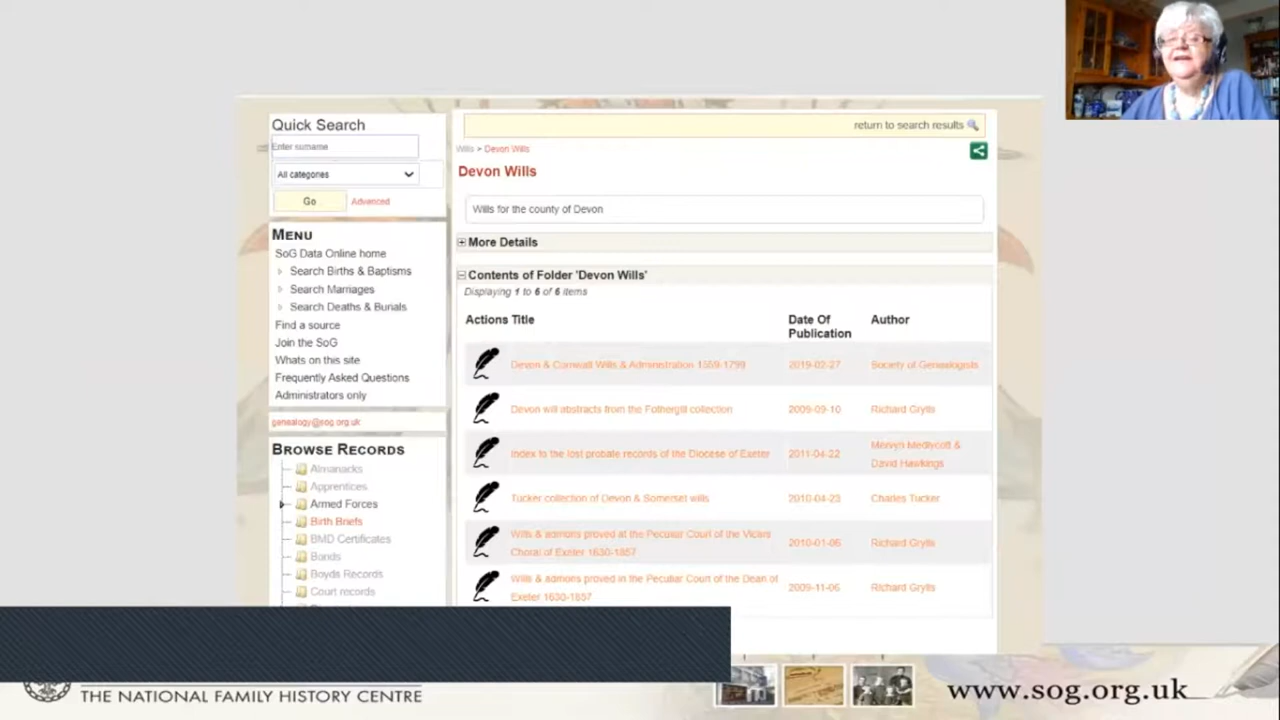 Quick Search
Enter surname
All categories
Go
Advanced
MENU
SoG Data Online home
Search Births & Baptisms
Search Marriages
Search Deaths & Burials
Find a source
Join the SoG
Whats on this site
Frequently Asked Questions
Administrators only
genealogy@sog.org.uk
BROWSE RECORDS
Almanacks
Apprentices
Armed Forces
Birth Briefs
BMD Certificates
Bonds
Boyds Records
Court records
return to search results
Wills > Devon Wills
Devon Wills
Wills for the county of Devon
More Details
Contents of Folder 'Devon Wills'
Displaying 1 to 6 of 6 items
Actions Title
Date Of
Publication
Author
Devon & Cornwall Wills & Administration 1559-1799
2019-02-27
Society of Genealogists
Devon will abstracts from the Fothergill collection
2009-09-10
Richard Grylls
Index to the lost probate records of the Diocese of Exeter
2011-04-22
Mervyn Medlycott &
David Hawkings
Tucker collection of Devon & Somerset wills
2010-04-23
Charles Tucker
Wills & admons proved at the Peculiar Court of the Vicars
Choral of Exeter 1630-1857
2010-01-06
Richard Grylls
Wills & admons proved in the Peculiar Court of the Dean of
Exeter 1630-1857
2009-11-06
Richard Grylls
THE NATIONAL FAMILY HISTORY CENTRE
www.sog.org.uk